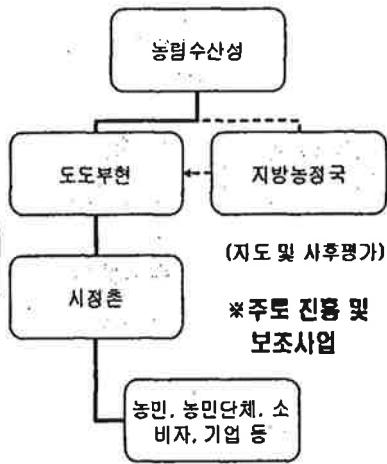 농림수산성
도도부현
지방농정국
(지도 및 사후평가)
시정촌
※주로 진흥 및
보조사업
농민, 농민단체, 소
비자, 기업 등